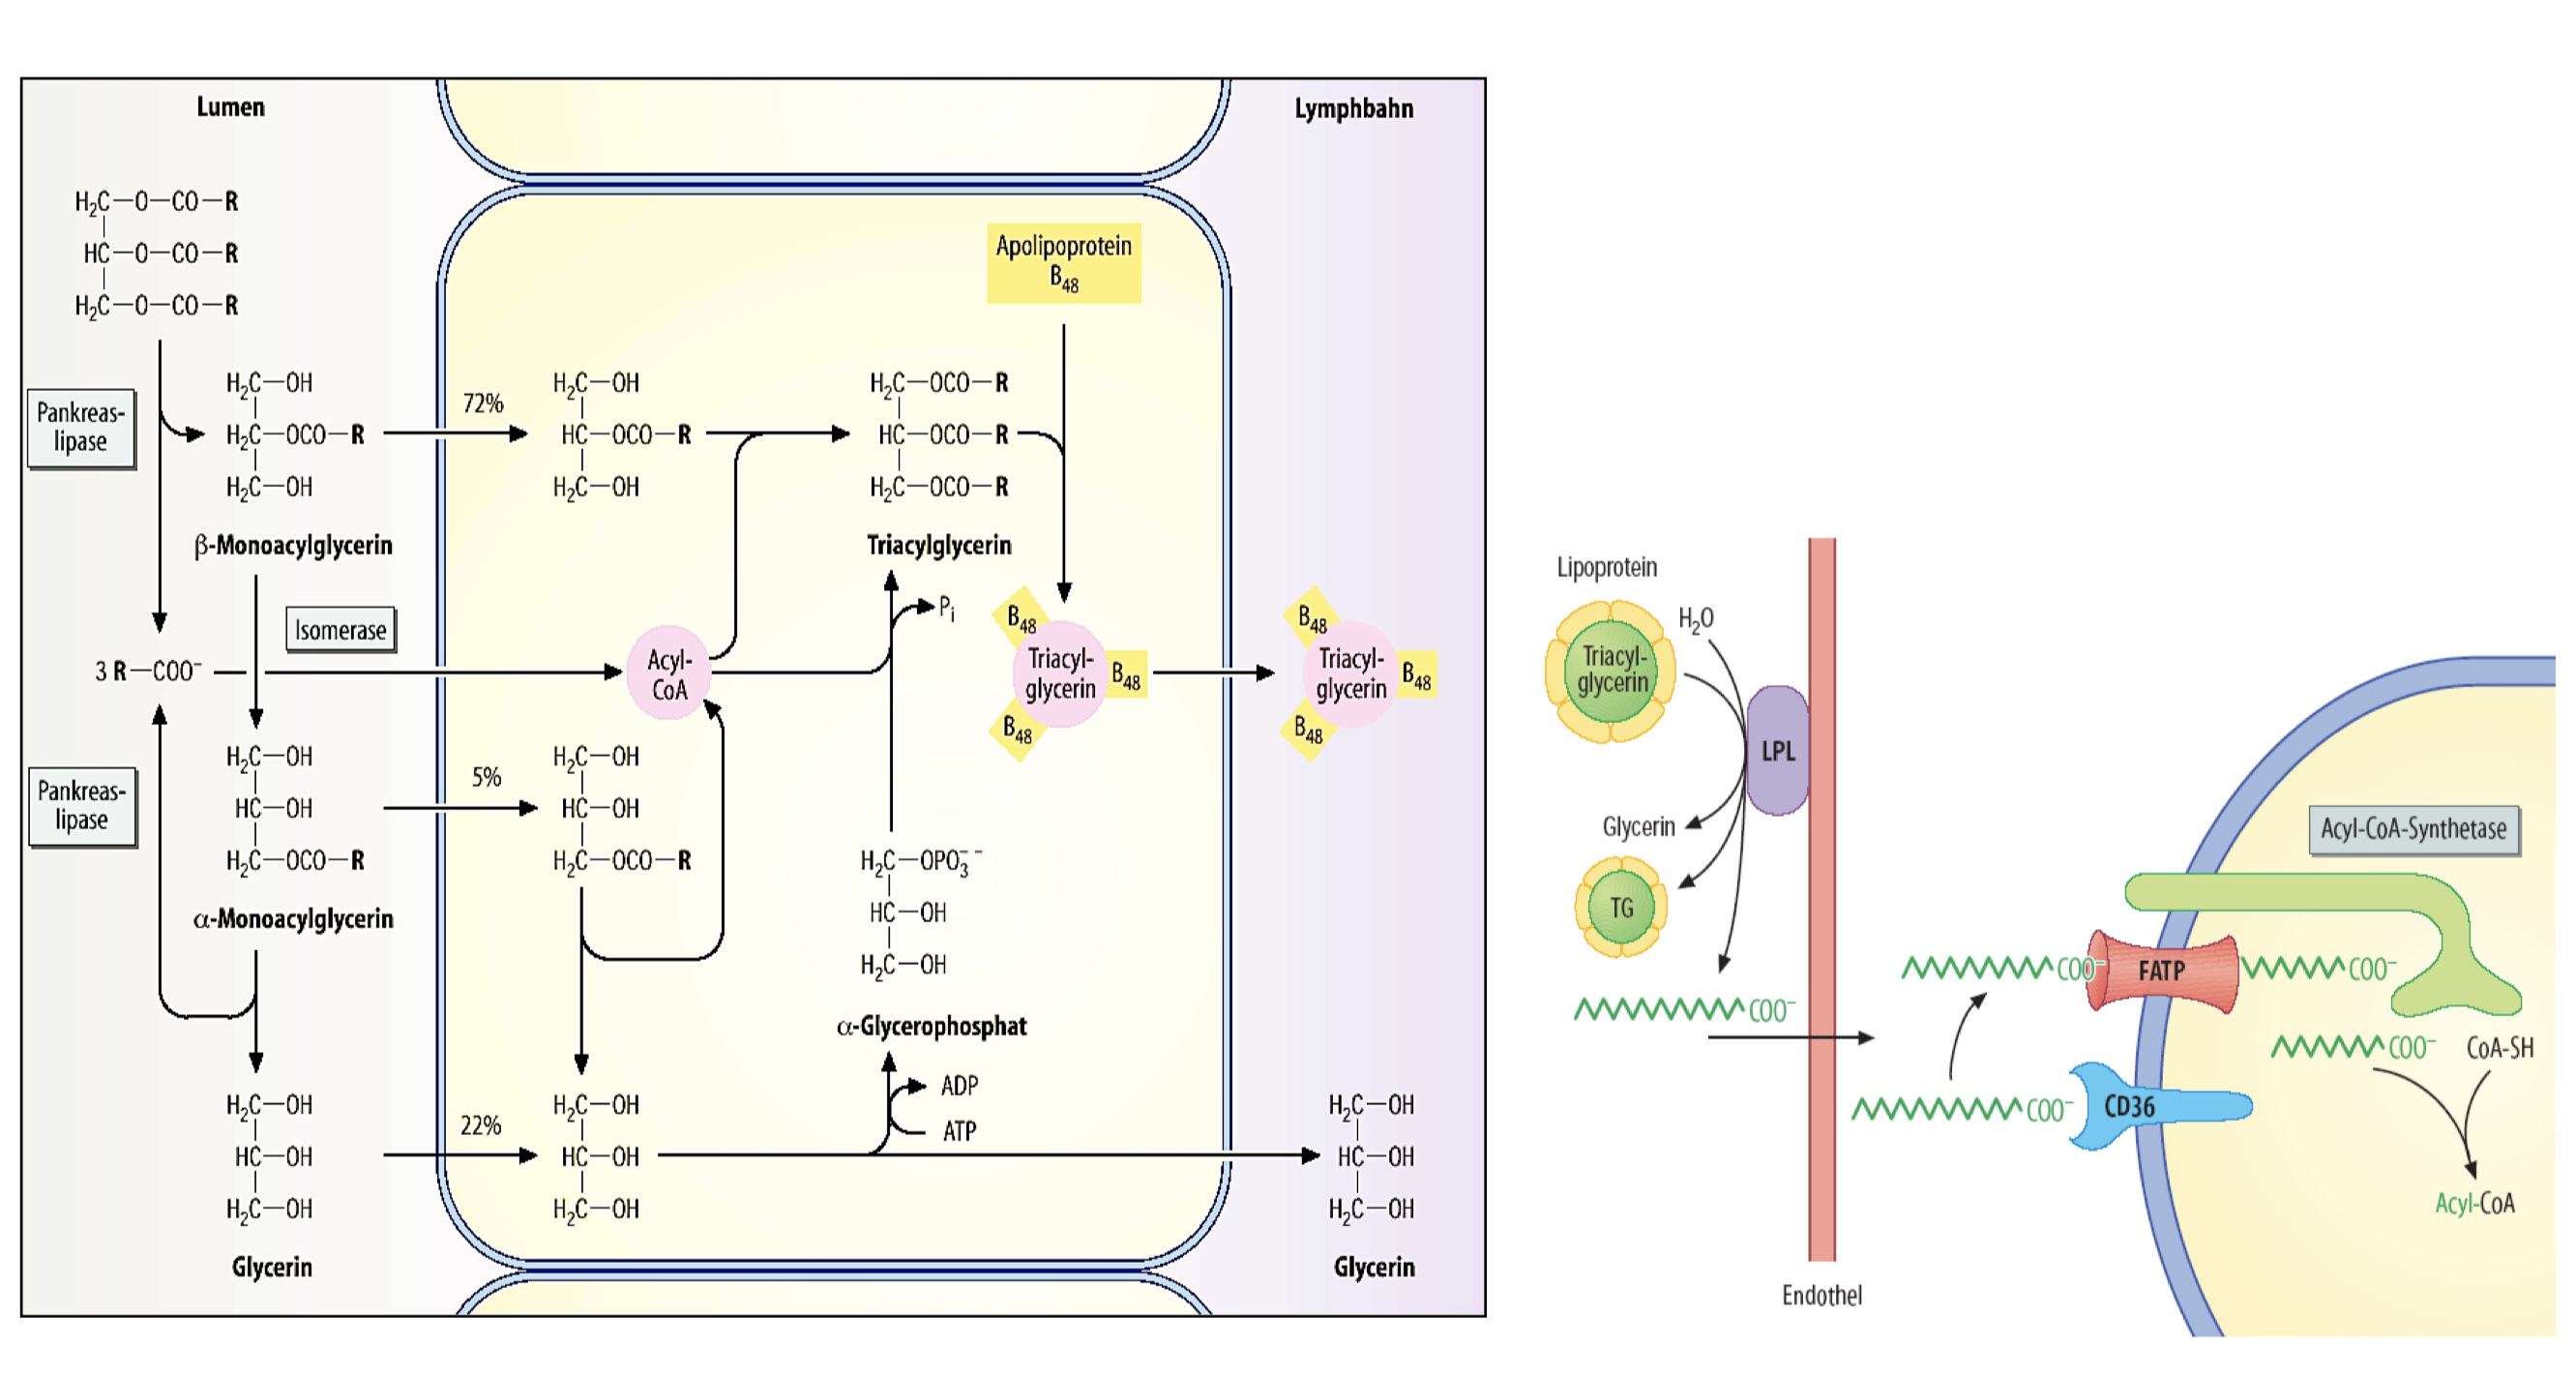 Lumen
Lymphbahn
H₂C—O—CO—R
HC—O—CO—R
H₂C—O—CO—R
Apolipoprotein
B₄₈
Pankreas-
lipase
H₂C—OH
H₂C—OCO—R
H₂C—OH
β-Monoacylglycerin
72%
H₂C—OH
HC—OCO—R
H₂C—OH
H₂C—OCO—R
HC—OCO—R
H₂C—OCO—R
Triacylglycerin
Isomerase
3 R—COO⁻
Acyl-
CoA
Pᵢ
B₄₈
Triacyl-
glycerin
B₄₈
B₄₈
B₄₈
Triacyl-
glycerin
B₄₈
B₄₈
Pankreas-
lipase
H₂C—OH
HC—OH
H₂C—OCO—R
α-Monoacylglycerin
5%
H₂C—OH
HC—OH
H₂C—OCO—R
H₂C—OPO₃⁻⁻
HC—OH
H₂C—OH
α-Glycerophosphat
ADP
ATP
H₂C—OH
HC—OH
H₂C—OH
Glycerin
22%
H₂C—OH
HC—OH
H₂C—OH
H₂C—OH
HC—OH
H₂C—OH
Glycerin
Lipoprotein
Triacyl-
glycerin
H₂O
LPL
Glycerin
TG
COO⁻
Endothel
Acyl-CoA-Synthetase
COO⁻
FATP
COO⁻
COO⁻
CoA-SH
COO⁻
CD36
Acyl-CoA